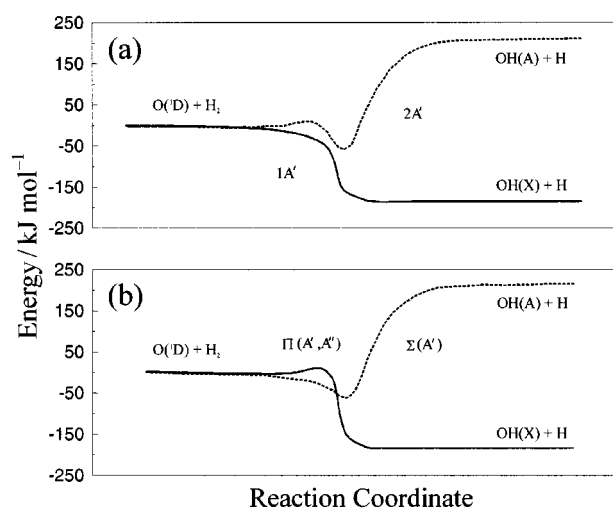 (a)
250
150
50
-50
-150
-250
O(¹D) + H₂
OH(A) + H
2A′
1A′
OH(X) + H
Energy / kJ mol⁻¹
(b)
250
150
50
-50
-150
-250
O(¹D) + H₂
Π(A′,A″)
Σ(A′)
OH(A) + H
OH(X) + H
Reaction Coordinate